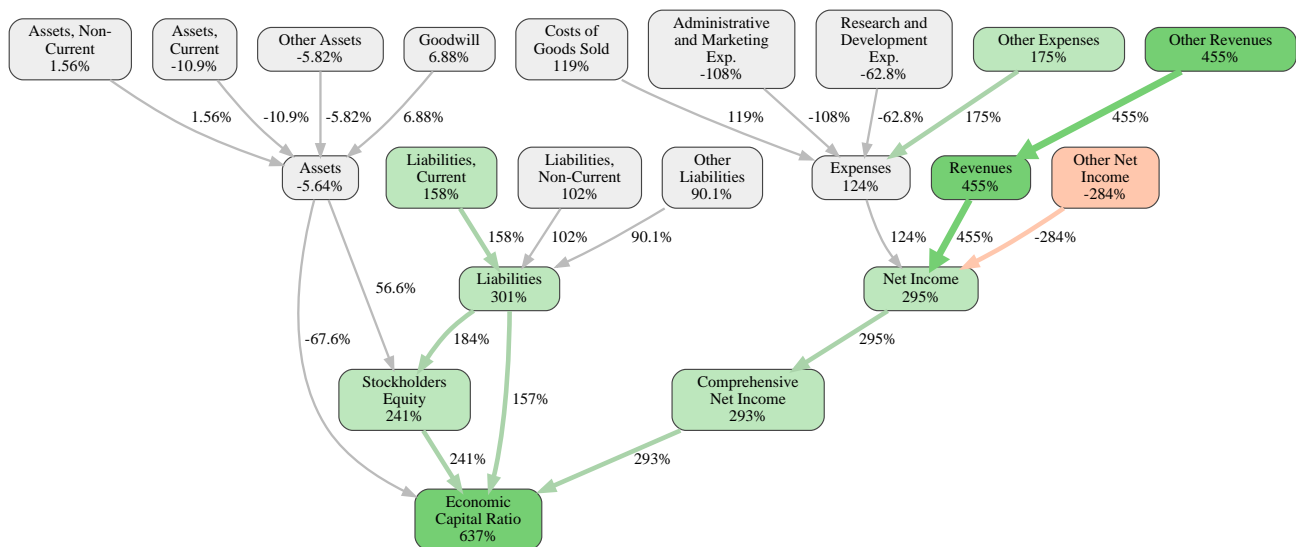 Assets, Non-
Current
1.56%
Assets,
Current
-10.9%
Other Assets
-5.82%
Goodwill
6.88%
Costs of
Goods Sold
119%
Administrative
and Marketing
Exp.
-108%
Research and
Development
Exp.
-62.8%
Other Expenses
175%
Other Revenues
455%
1.56%
-10.9%
-5.82%
6.88%
119%
-108%
-62.8%
175%
455%
Assets
-5.64%
Liabilities,
Current
158%
Liabilities,
Non-Current
102%
Other
Liabilities
90.1%
Expenses
124%
Revenues
455%
Other Net
Income
-284%
158%
102%
90.1%
124%
455%
-284%
56.6%
Liabilities
301%
Net Income
295%
-67.6%
184%
295%
Stockholders
Equity
241%
157%
Comprehensive
Net Income
293%
241%
293%
Economic
Capital Ratio
637%